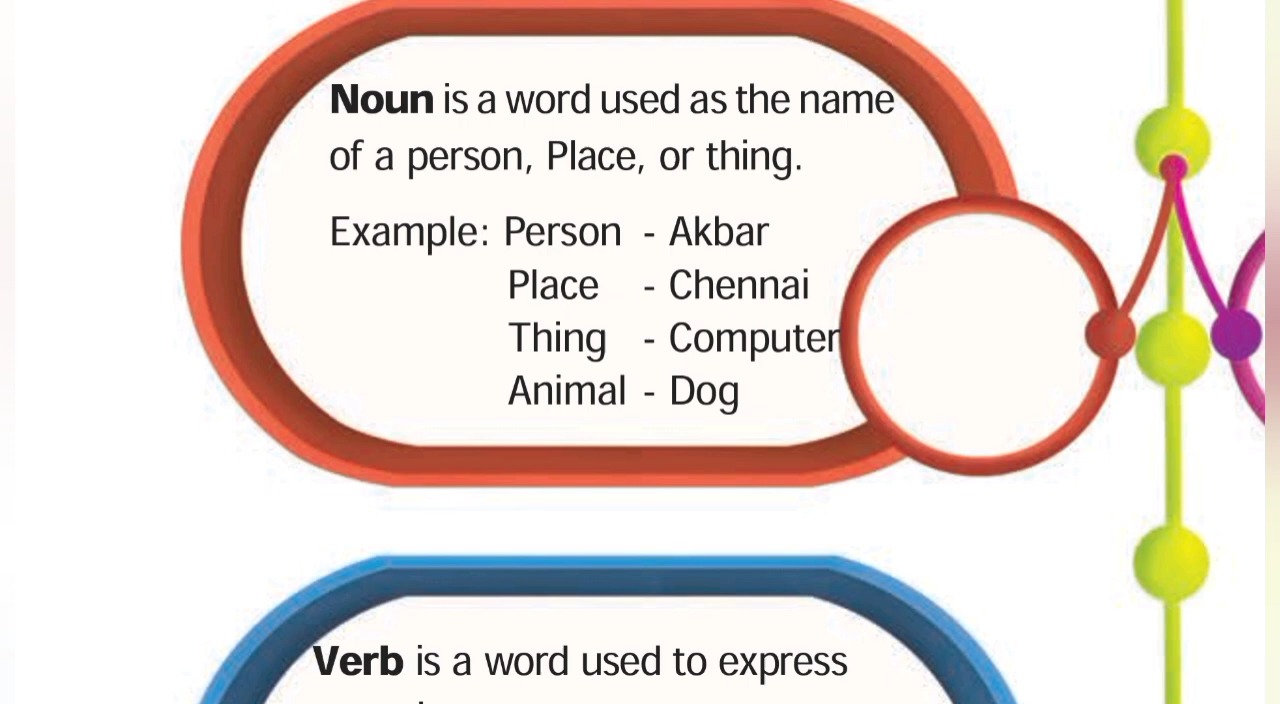 Noun is a word used as the name
of a person, Place, or thing.
Example: Person - Akbar
Place - Chennai
Thing - Computer
Animal - Dog
Verb is a word used to express